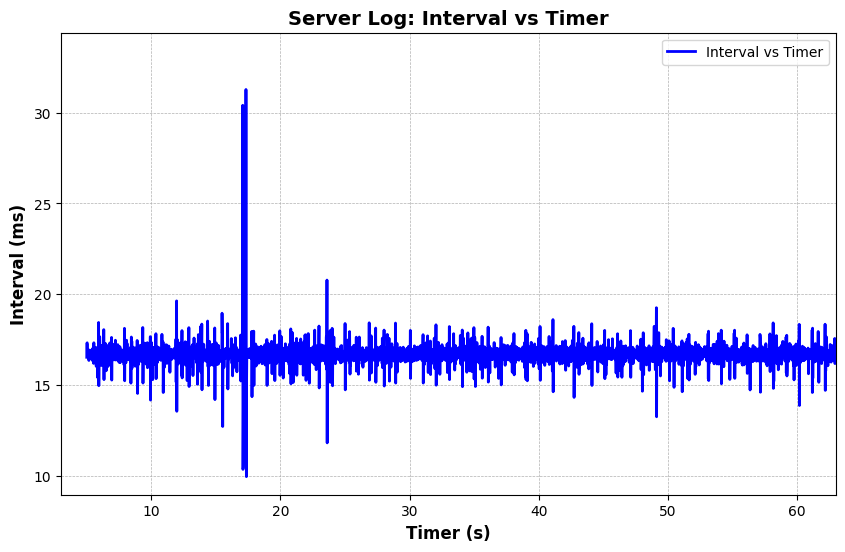 Server Log: Interval vs Timer
Interval vs Timer
30
25
20
15
10
Interval (ms)
10 20 30 40 50 60
Timer (s)